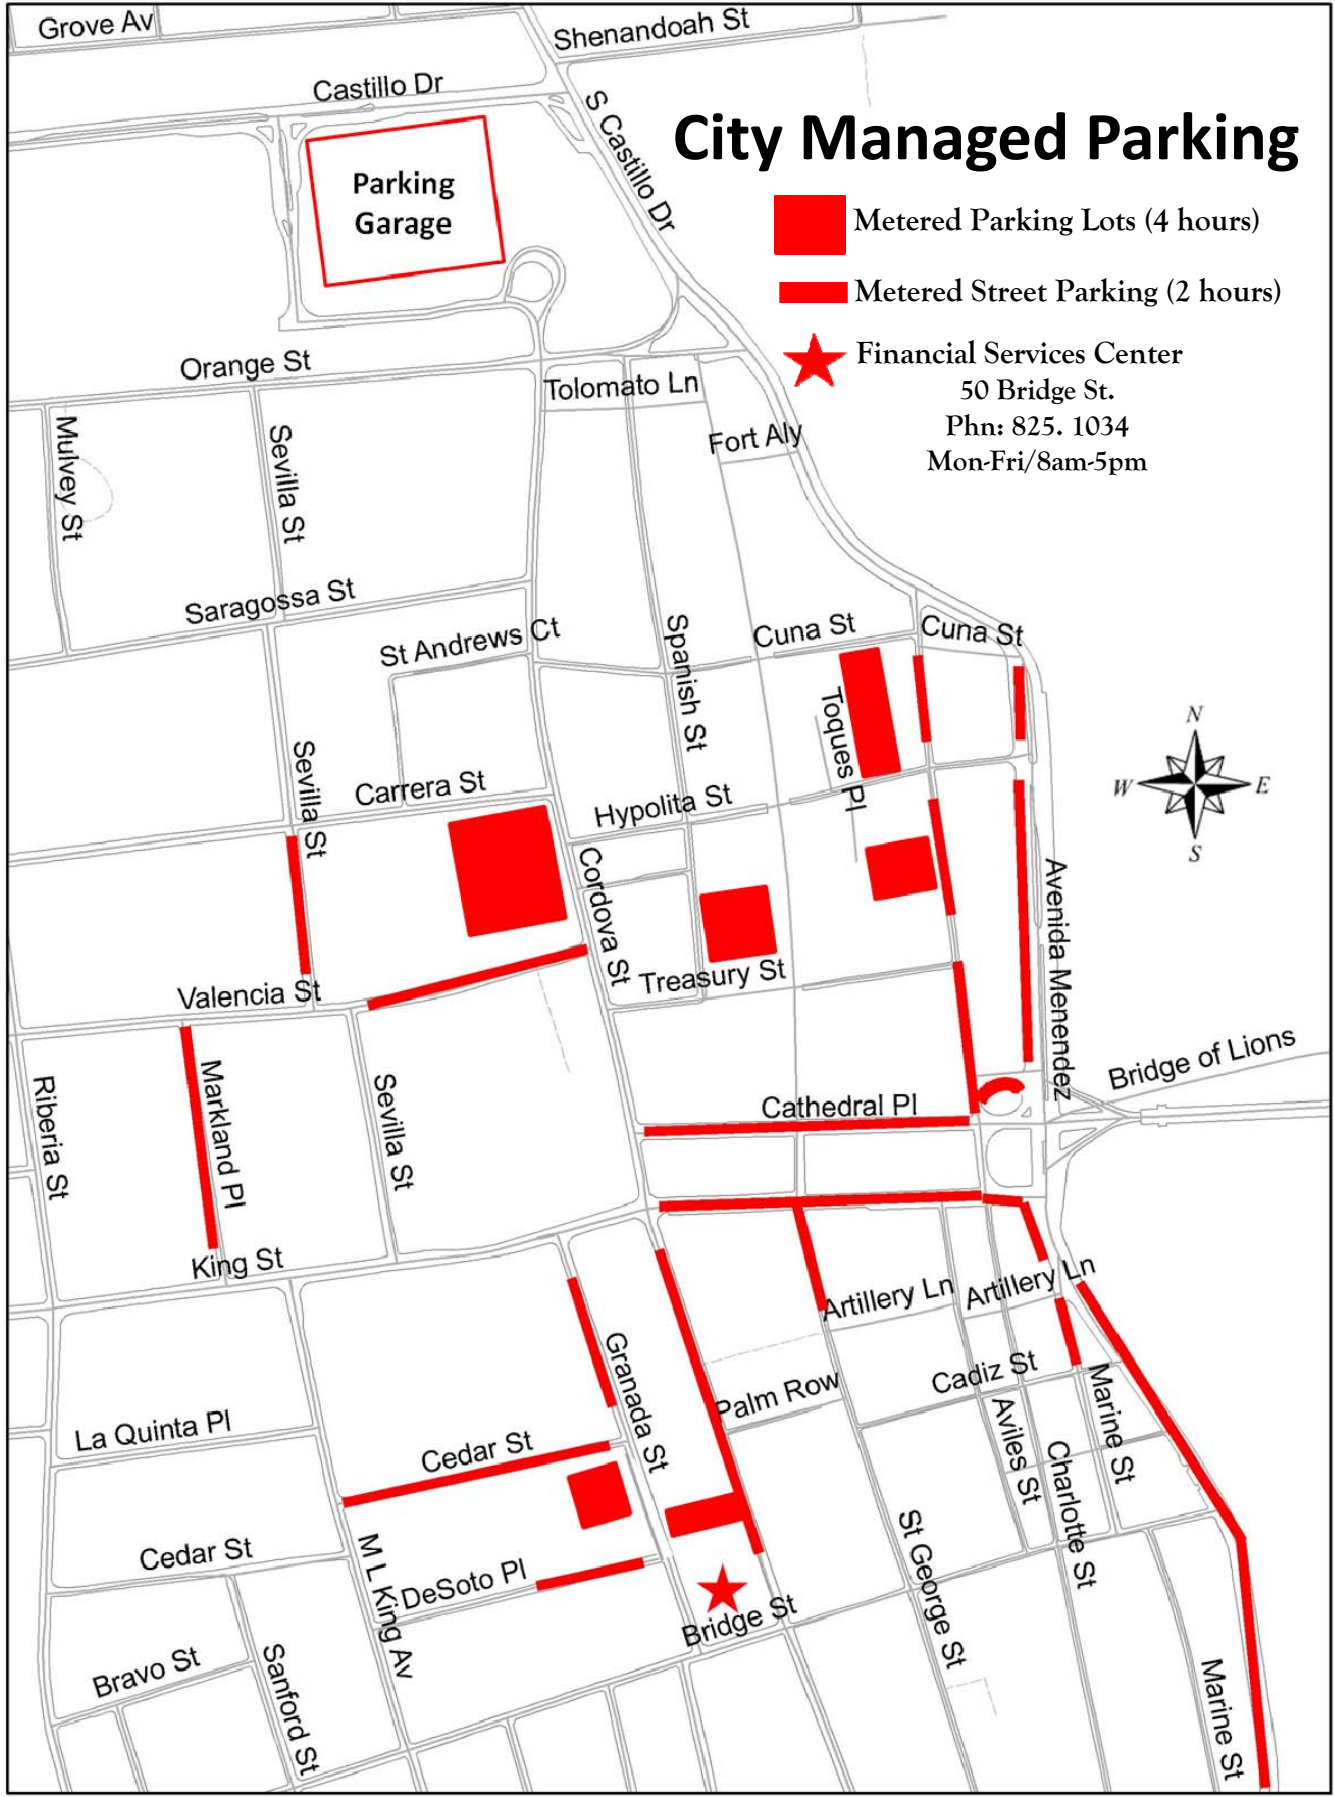 Grove Av
Shenandoah St
Castillo Dr
S Castillo Dr
City Managed Parking
Parking
Garage
Metered Parking Lots (4 hours)
Metered Street Parking (2 hours)
Financial Services Center
50 Bridge St.
Phn: 825. 1034
Mon-Fri/8am-5pm
Orange St
Tolomato Ln
Mulvey St
Sevilla St
Fort Aly
Saragossa St
St Andrews Ct
Spanish St
Cuna St
Cuna St
Toques Pl
N
W
E
S
Sevilla St
Carrera St
Hypolita St
Cordova St
Avenida Menendez
Treasury St
Valencia St
Bridge of Lions
Riberia St
Markland Pl
Sevilla St
Cathedral Pl
King St
Artillery Ln
Artillery Ln
Granada St
Palm Row
Cadiz St
Marine St
La Quinta Pl
Cedar St
Aviles St
Charlotte St
St George St
Cedar St
M L King Av
DeSoto Pl
Bridge St
Bravo St
Sanford St
Marine St